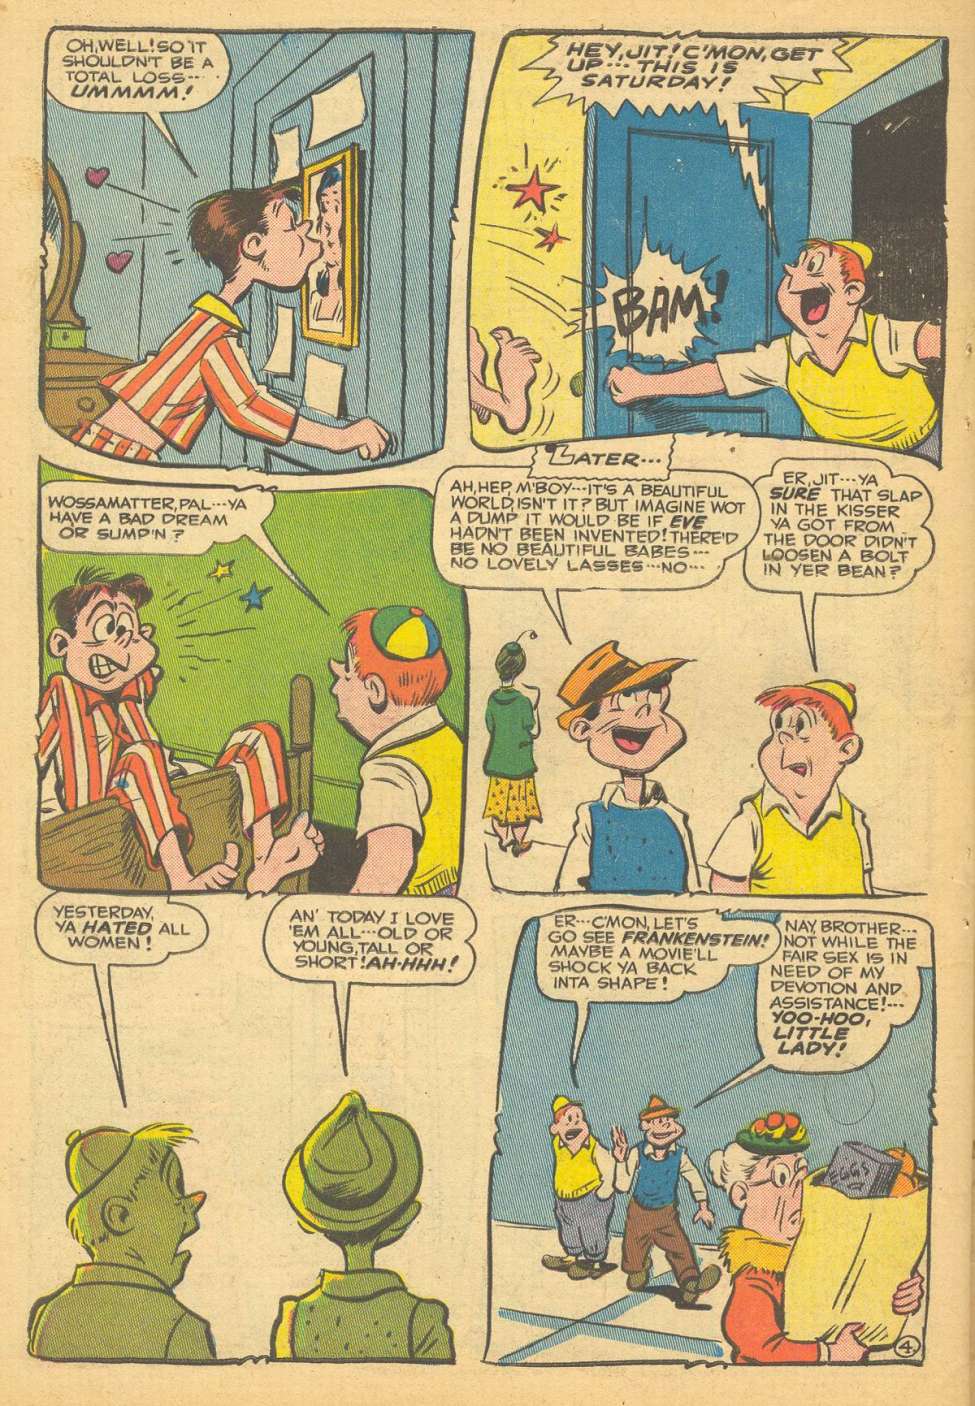 OH, WELL! SO IT
SHOULDN'T BE A
TOTAL LOSS--
UMMMM!
HEY, JIT! C'MON, GET
UP--- THIS IS
SATURDAY!
BAM!
WOSSAMATTER, PAL---YA
HAVE A BAD DREAM
OR SUMP'N?
LATER---
AH, HEP, M'BOY---IT'S A BEAUTIFUL
WORLD, ISN'T IT? BUT IMAGINE WOT
A DUMP IT WOULD BE IF EVE
HADN'T BEEN INVENTED! THERE'D
BE NO BEAUTIFUL BABES---
NO LOVELY LASSES---NO---
ER, JIT---YA
SURE THAT SLAP
IN THE KISSER
YA GOT FROM
THE DOOR DIDN'T
LOOSEN A BOLT
IN YER BEAN?
YESTERDAY,
YA HATED ALL
WOMEN!
AN' TODAY I LOVE
'EM ALL---OLD OR
YOUNG, TALL OR
SHORT! AH-HHH!
ER---C'MON, LET'S
GO SEE FRANKENSTEIN!
MAYBE A MOVIE'LL
SHOCK YA BACK
INTA SHAPE!
NAY, BROTHER---
NOT WHILE THE
FAIR SEX IS IN
NEED OF MY
DEVOTION AND
ASSISTANCE!---
YOO-HOO,
LITTLE
LADY!
EGGS
4